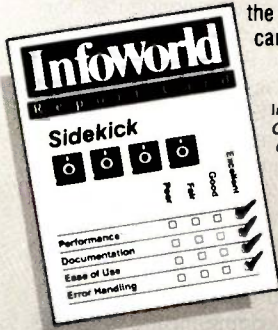 the
car
InfoWorld
Report Card
Sidekick
Poor
Fair
Good
Excellent
Performance
Documentation
Ease of Use
Error Handling